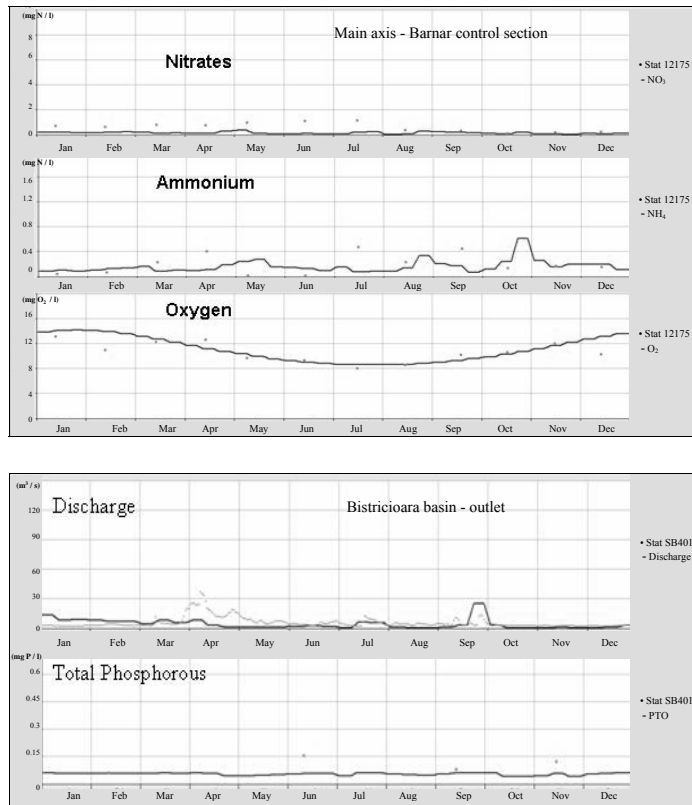 (mg N / l)
Main axis - Barnar control section
Nitrates
8
6
4
2
0
• Stat 12175
- NO₃
Jan Feb Mar Apr May Jun Jul Aug Sep Oct Nov Dec
(mg N / l)
Ammonium
1.6
1.2
0.8
0.4
0
• Stat 12175
- NH₄
Jan Feb Mar Apr May Jun Jul Aug Sep Oct Nov Dec
(mg O₂ / l)
Oxygen
16
12
8
4
0
• Stat 12175
- O₂
Jan Feb Mar Apr May Jun Jul Aug Sep Oct Nov Dec
(m³ / s)
Discharge
Bistricioara basin - outlet
120
90
60
30
0
• Stat SB401
- Discharge
Jan Feb Mar Apr May Jun Jul Aug Sep Oct Nov Dec
(mg P / l)
Total Phosphorous
0.6
0.45
0.3
0.15
0
• Stat SB401
- PTO
Jan Feb Mar Apr May Jun Jul Aug Sep Oct Nov Dec